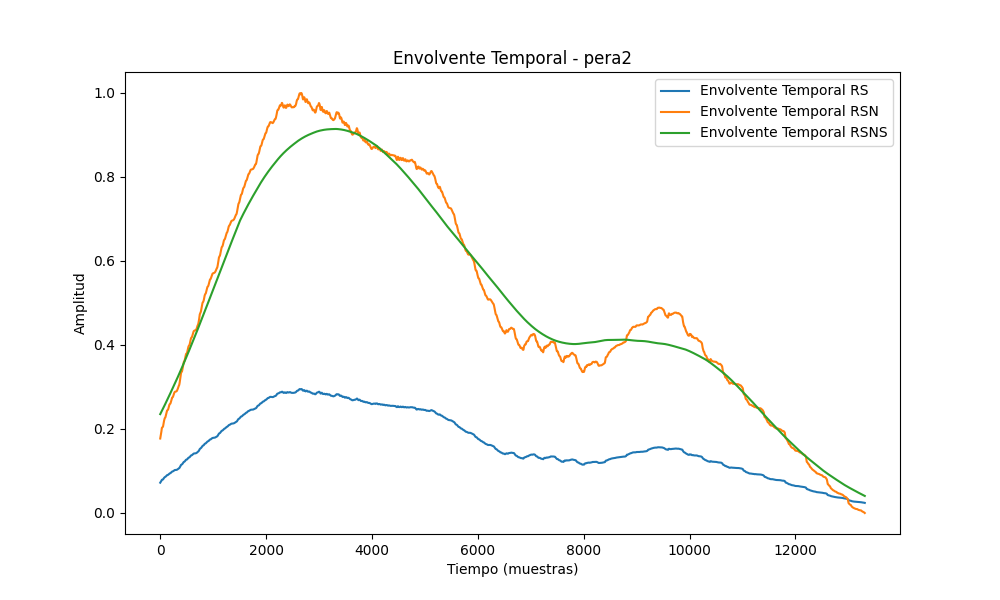 Envolvente Temporal - pera2
Envolvente Temporal RS
Envolvente Temporal RSN
Envolvente Temporal RSNS
Amplitud
1.0
0.8
0.6
0.4
0.2
0.0
0 2000 4000 6000 8000 10000 12000
Tiempo (muestras)